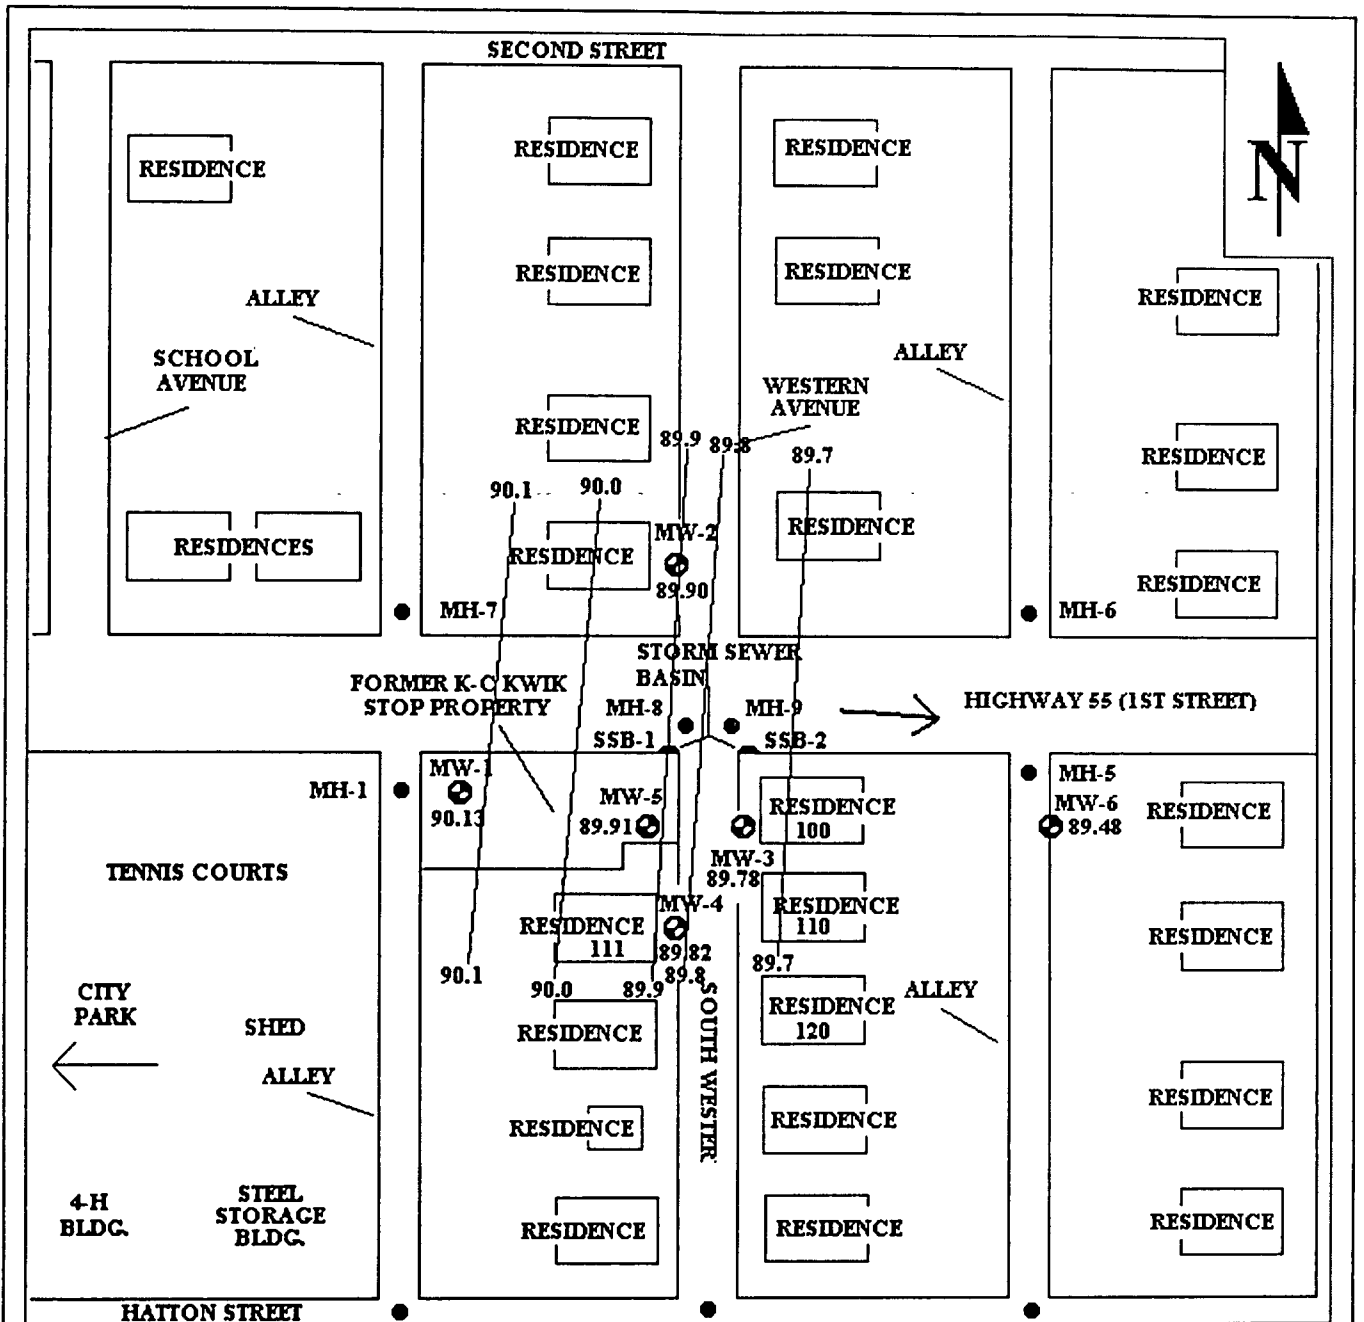 SECOND STREET
N
RESIDENCE
RESIDENCE
RESIDENCE
RESIDENCE
RESIDENCE
RESIDENCE
ALLEY
ALLEY
SCHOOL
AVENUE
WESTERN
AVENUE
RESIDENCE
89.9
89.8
89.7
RESIDENCE
90.1
90.0
MW-2
RESIDENCE
RESIDENCES
RESIDENCE
RESIDENCE
89.90
MH-7
MH-6
STORM SEWER
BASIN
FORMER K-C KWIK
STOP PROPERTY
MH-8
MH-9
HIGHWAY 55 (1ST STREET)
SSB-1
SSB-2
MH-1
MW-1
90.13
MW-5
89.91
RESIDENCE
100
MW-3
89.78
MH-5
MW-6
89.48
RESIDENCE
TENNIS COURTS
MW-4
89.82
RESIDENCE
111
RESIDENCE
110
RESIDENCE
90.1
90.0
89.9
89.8
89.7
CITY
PARK
SHED
RESIDENCE
SOUTH WESTER
RESIDENCE
120
ALLEY
ALLEY
RESIDENCE
RESIDENCE
RESIDENCE
4-H
BLDG.
STEEL
STORAGE
BLDG.
RESIDENCE
RESIDENCE
RESIDENCE
HATTON STREET